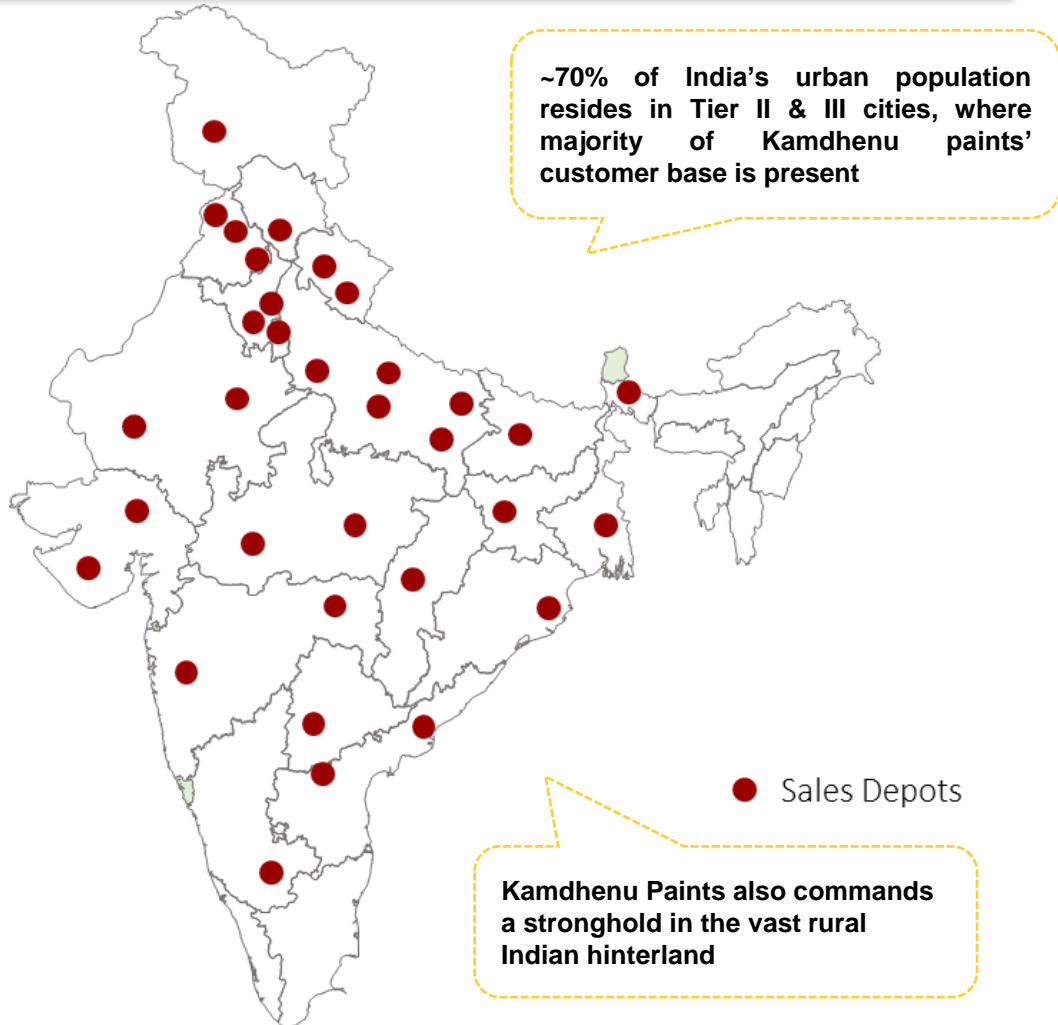 ~70% of India’s urban population
resides in Tier II & III cities, where
majority of Kamdhenu paints’
customer base is present
Sales Depots
Kamdhenu Paints also commands
a stronghold in the vast rural
Indian hinterland